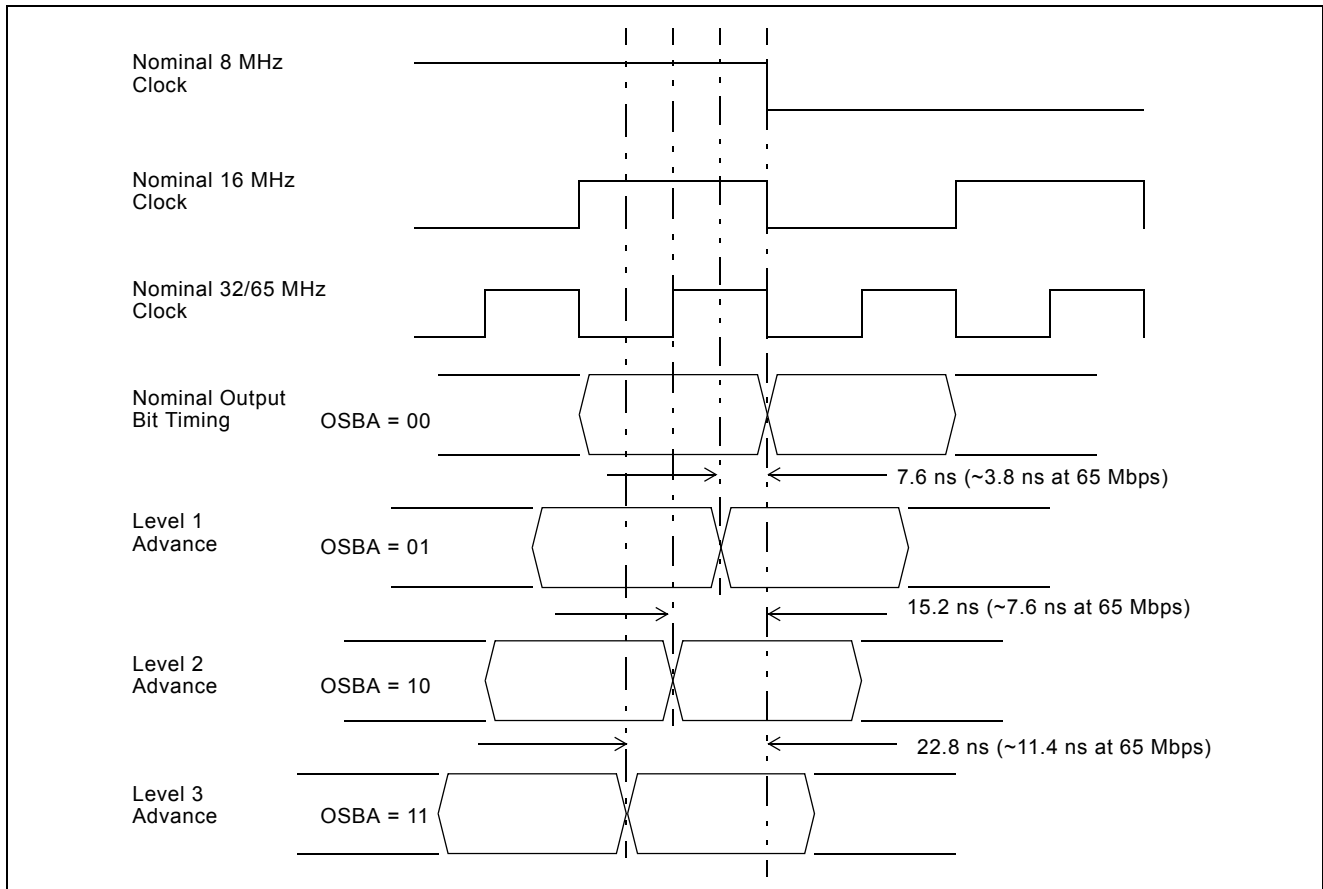 Nominal 8 MHz
Clock
Nominal 16 MHz
Clock
Nominal 32/65 MHz
Clock
Nominal Output
Bit Timing
OSBA = 00
7.6 ns (~3.8 ns at 65 Mbps)
Level 1
Advance
OSBA = 01
15.2 ns (~7.6 ns at 65 Mbps)
Level 2
Advance
OSBA = 10
22.8 ns (~11.4 ns at 65 Mbps)
Level 3
Advance
OSBA = 11